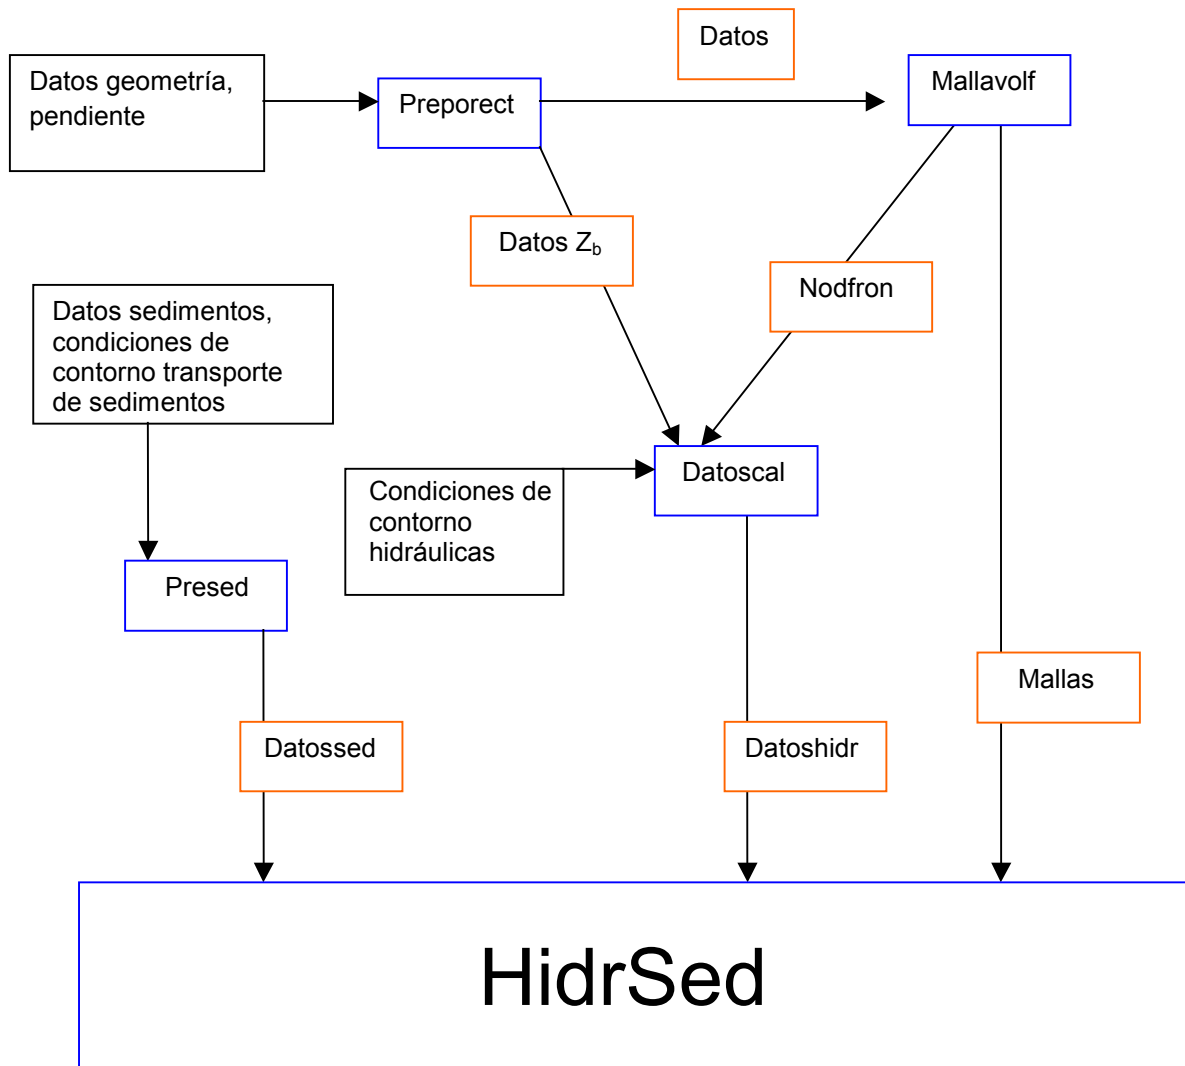 Datos
Datos geometría,
pendiente
Preporect
Mallavolf
Datos Zb
Nodfron
Datos sedimentos,
condiciones de
contorno transporte
de sedimentos
Datoscal
Condiciones de
contorno
hidráulicas
Presed
Mallas
Datossed
Datoshidr
HidrSed